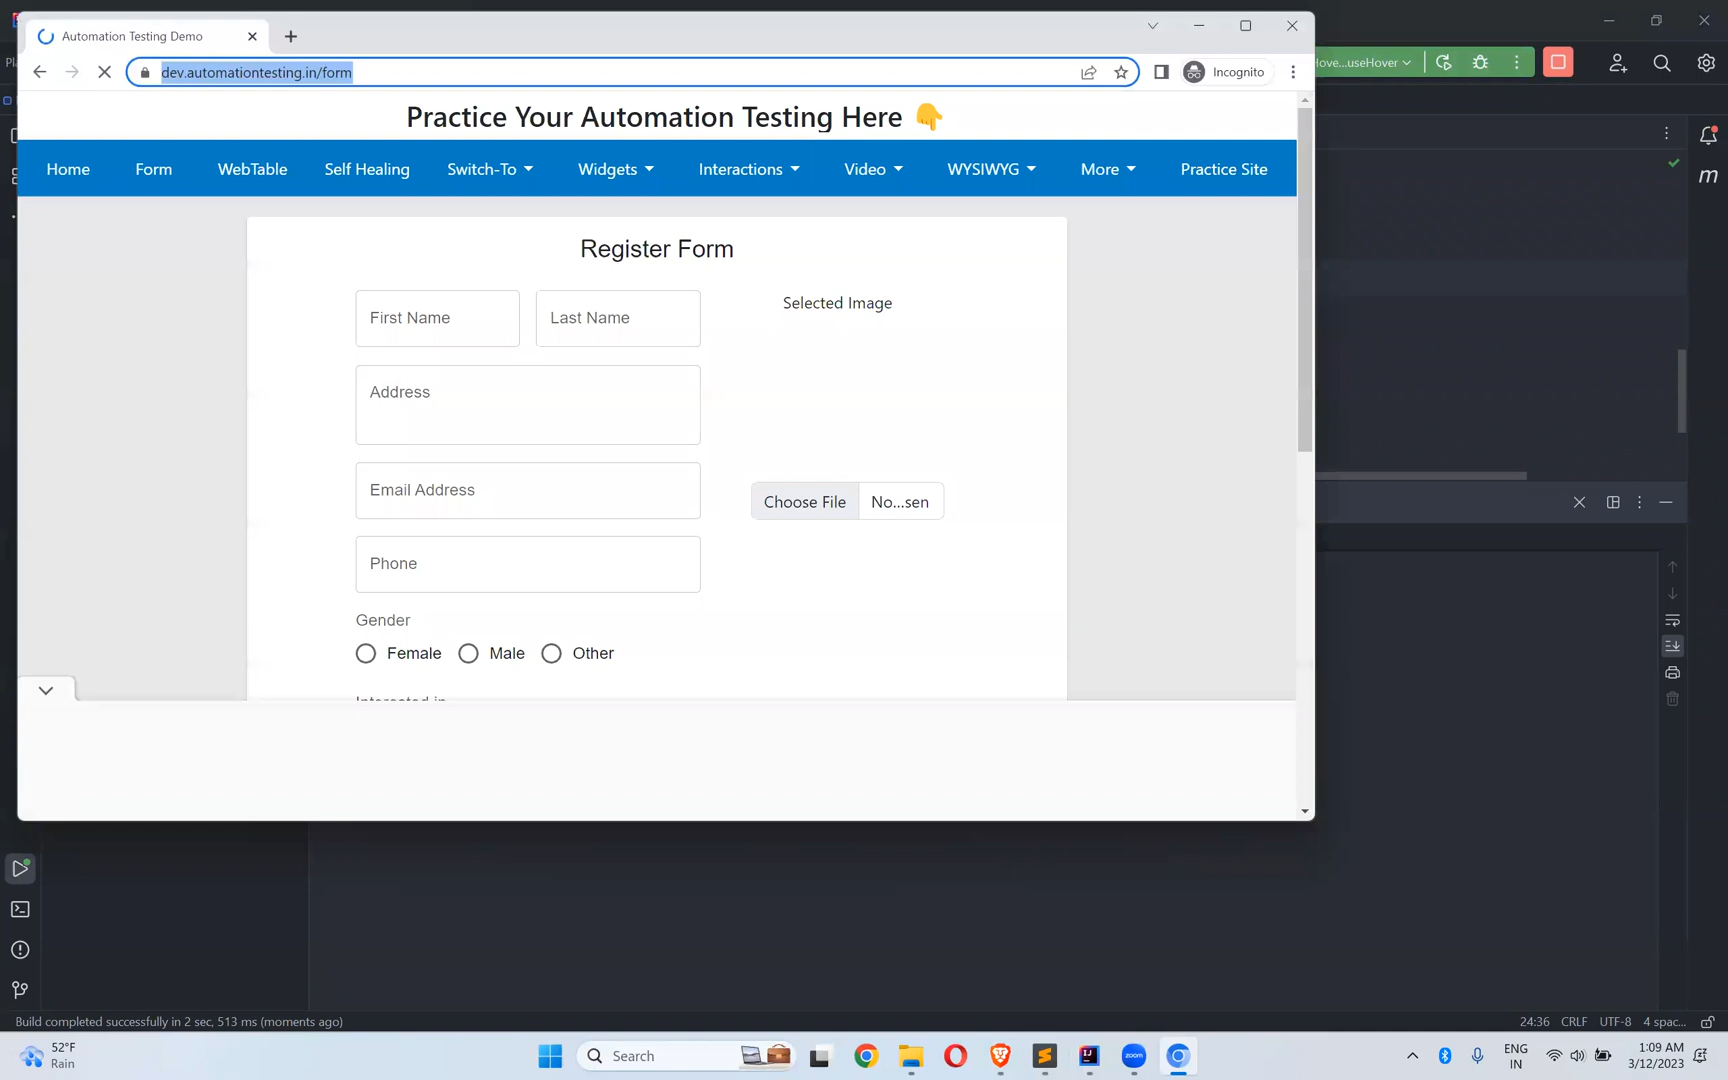 Automation Testing Demo
dev.automationtesting.in/form
Incognito
Hove...useHover
Practice Your Automation Testing Here 👇
Home Form WebTable Self Healing Switch-To Widgets Interactions Video WYSIWYG More Practice Site
m
Register Form
First Name Last Name
Selected Image
Address
Email Address
Choose File No...sen
Phone
Gender
Female Male Other
Build completed successfully in 2 sec, 513 ms (moments ago)
24:36 CRLF UTF-8 4 spac...
52°F
Rain
Search
zoom
ENG
IN
1:09 AM
3/12/2023